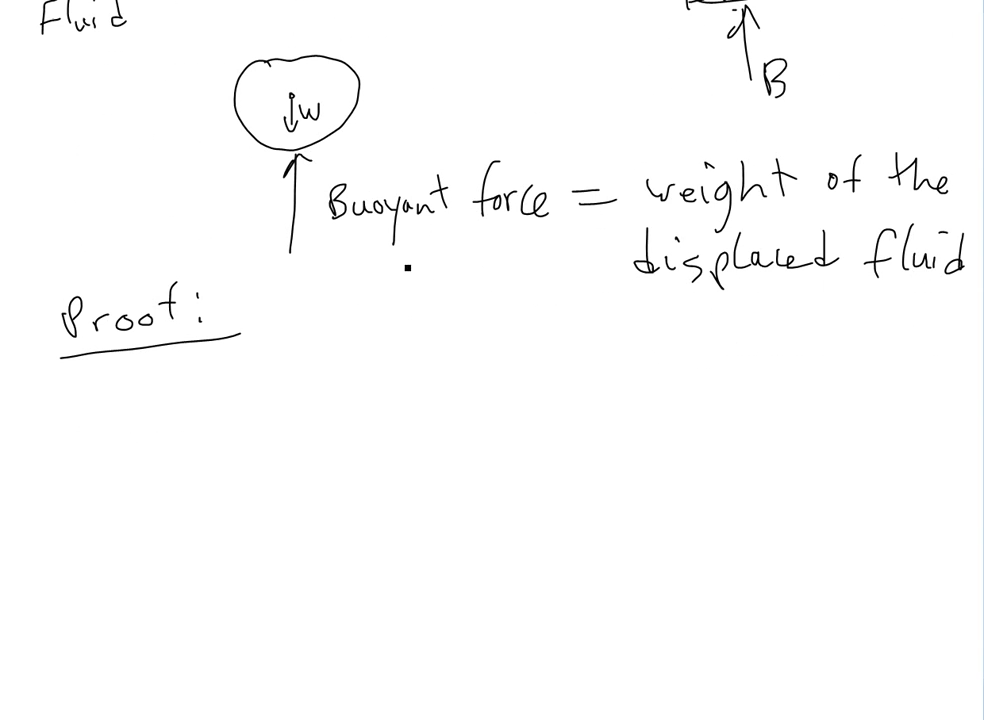 Fluid
B
w
Buoyant force = weight of the
displaced fluid
Proof: